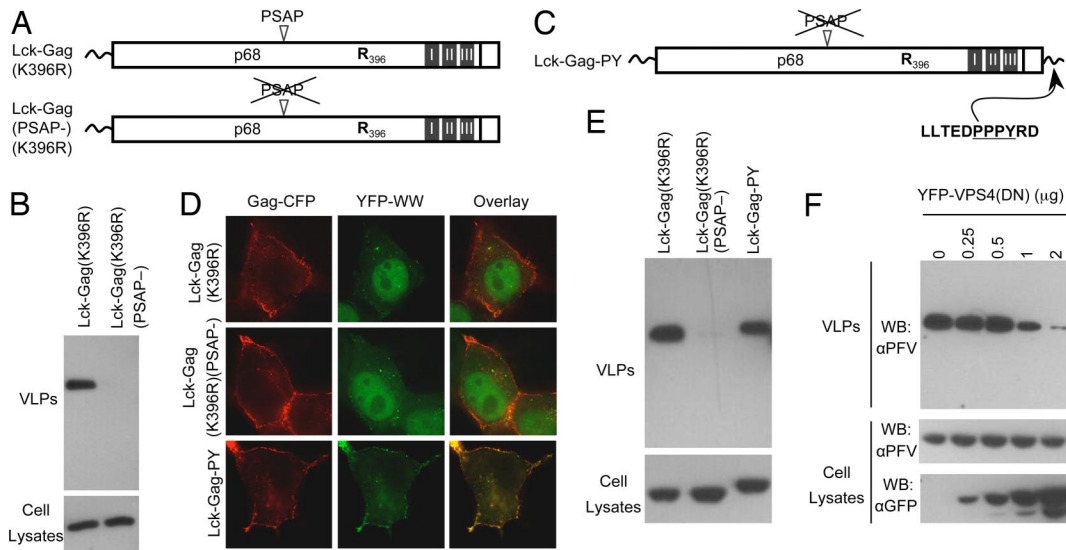 A
PSAP
Lck-Gag
(K396R)
p68
R396
I II III
PSAP
Lck-Gag
(PSAP-)
(K396R)
p68
R396
I II III
B
Lck-Gag(K396R)
Lck-Gag(K396R)
(PSAP–)
VLPs
Cell
Lysates
C
PSAP
Lck-Gag-PY
p68
R396
I II III
LLTEDPPPYRD
D
Gag-CFP
YFP-WW
Overlay
Lck-Gag
(K396R)
Lck-Gag
(K396R)(PSAP-)
Lck-Gag-PY
E
Lck-Gag(K396R)
Lck-Gag(K396R)
(PSAP–)
Lck-Gag-PY
VLPs
Cell
Lysates
F
YFP-VPS4(DN) (µg)
0 0.25 0.5 1 2
VLPs
WB:
αPFV
Cell
Lysates
WB:
αPFV
WB:
αGFP